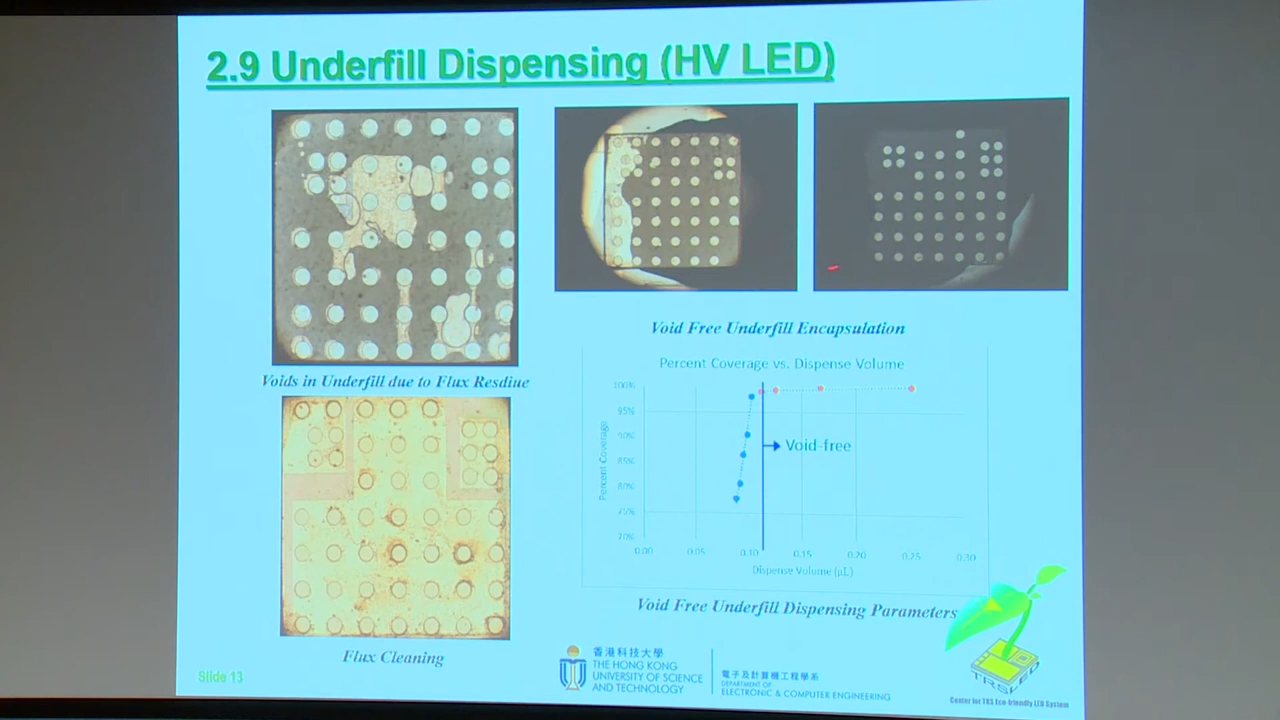 2.9 Underfill Dispensing (HV LED)
Voids in Underfill due to Flux Resdiue
Void Free Underfill Encapsulation
Percent Coverage vs. Dispense Volume
100%
95%
90%
85%
80%
75%
70%
Percent Coverage
Void-free
0.00 0.05 0.10 0.15 0.20 0.25 0.30
Dispense Volume (µL)
Void Free Underfill Dispensing Parameters
Flux Cleaning
Slide 13
香港科技大學
THE HONG KONG
UNIVERSITY OF SCIENCE
AND TECHNOLOGY
電子及計算機工程學系
DEPARTMENT OF
ELECTRONIC & COMPUTER ENGINEERING
TRSLED
Center for TRS Eco-friendly LED System